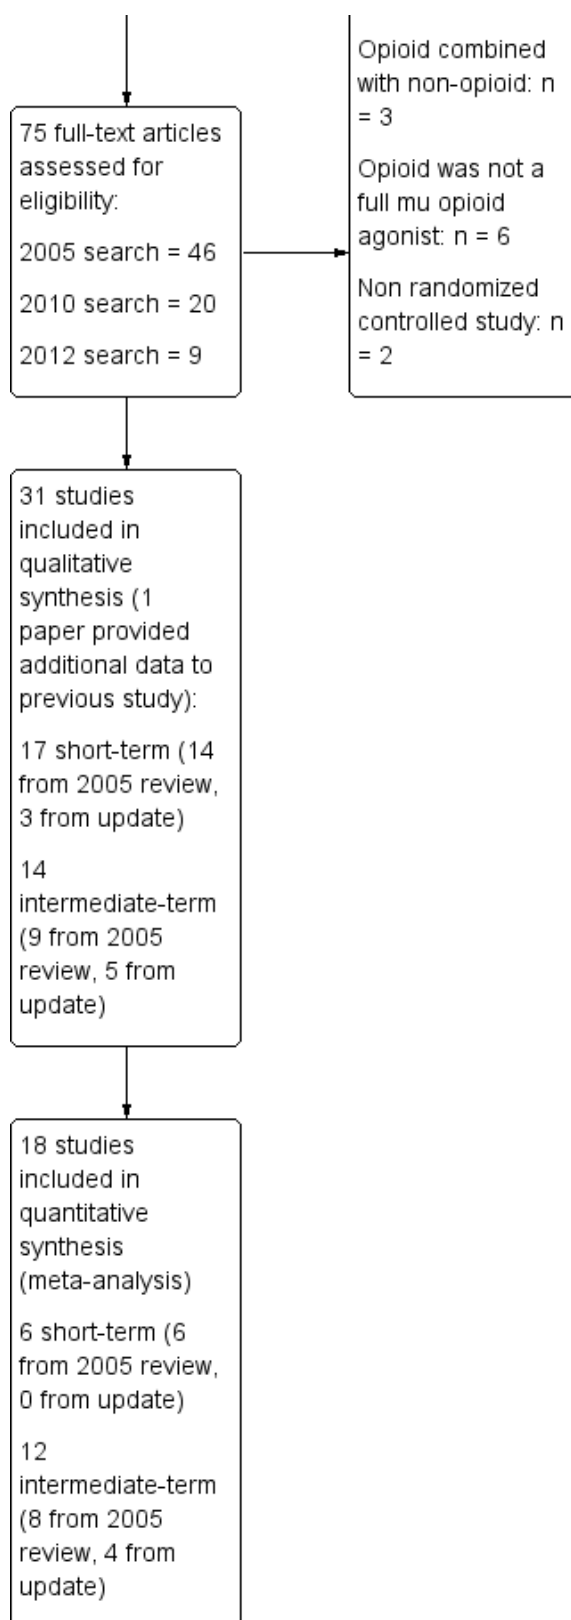 Opioid combined
with non-opioid: n
= 3
Opioid was not a
full mu opioid
agonist: n = 6
Non randomized
controlled study: n
= 2
75 full-text articles
assessed for
eligibility:
2005 search = 46
2010 search = 20
2012 search = 9
31 studies
included in
qualitative
synthesis (1
paper provided
additional data to
previous study):
17 short-term (14
from 2005 review,
3 from update)
14
intermediate-term
(9 from 2005
review, 5 from
update)
18 studies
included in
quantitative
synthesis
(meta-analysis)
6 short-term (6
from 2005 review,
0 from update)
12
intermediate-term
(8 from 2005
review, 4 from
update)